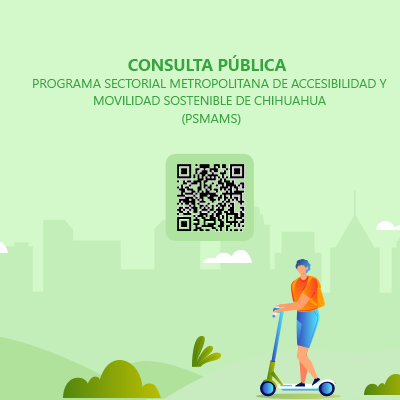 CONSULTA PÚBLICA
PROGRAMA SECTORIAL METROPOLITANA DE ACCESIBILIDAD Y
MOVILIDAD SOSTENIBLE DE CHIHUAHUA
(PSMAMS)